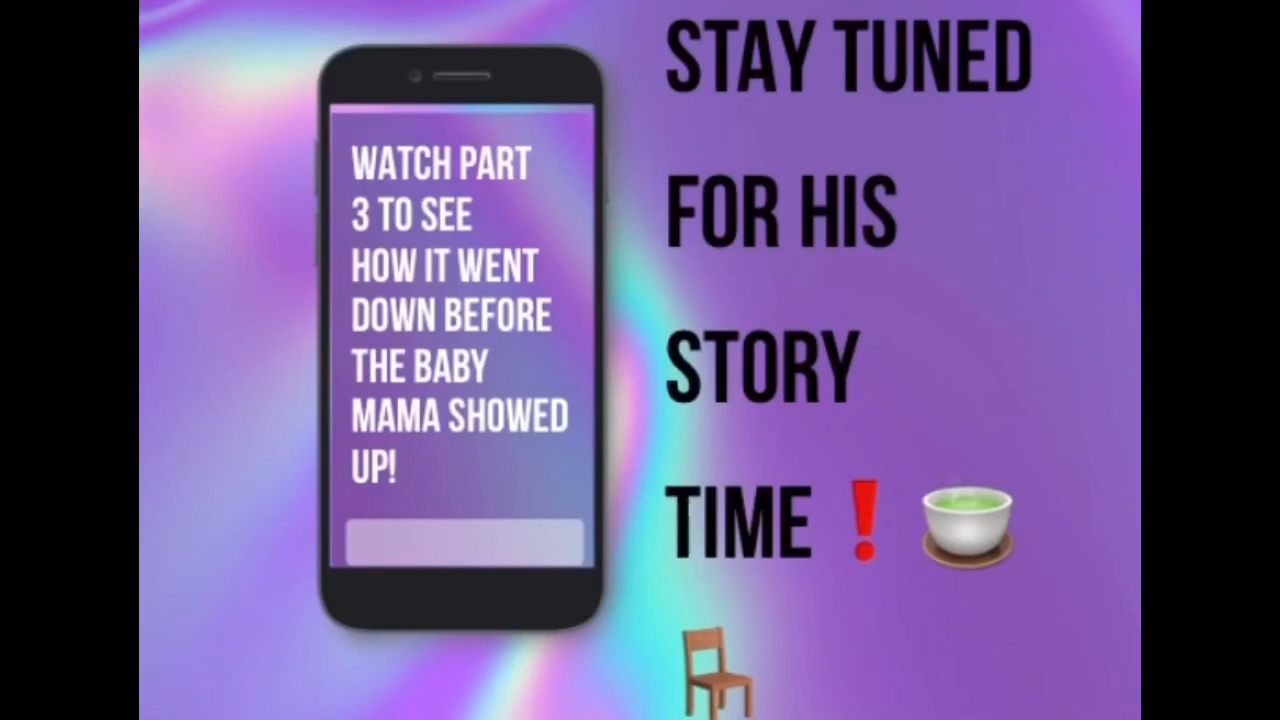 WATCH PART
3 TO SEE
HOW IT WENT
DOWN BEFORE
THE BABY
MAMA SHOWED
UP!
STAY TUNED
FOR HIS
STORY
TIME❗🍵
🪑